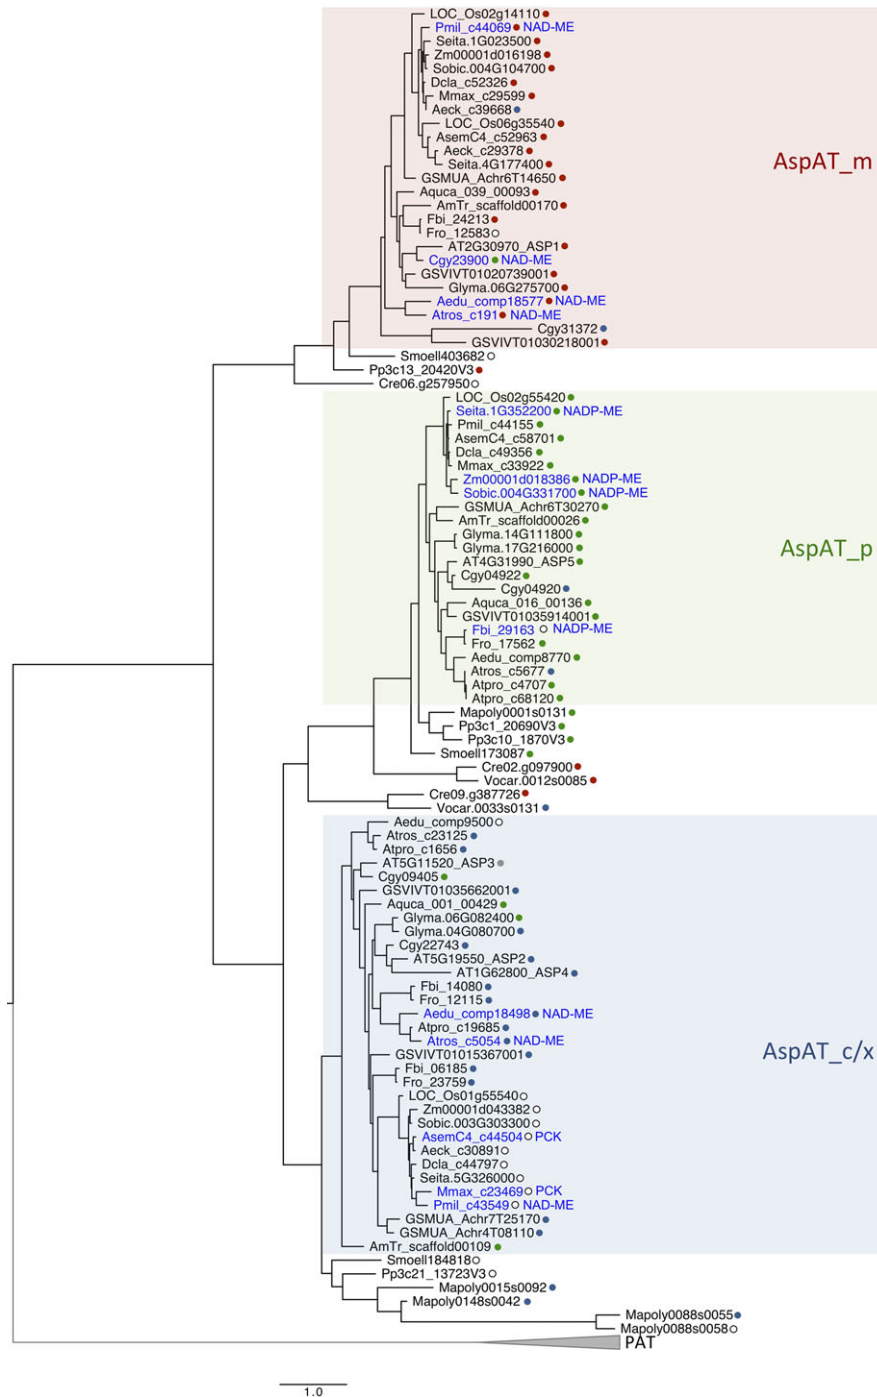 LOC_Os02g14110
Pmil_c44069 NAD-ME
Seita.1G023500
Zm00001d016198
Sobic.004G104700
Dcla_c52326
Mmax_c29599
Aeck_c39668
LOC_Os06g35540
AsemC4_c52963
AspAT_m
Aeck_c29378
Seita.4G177400
GSMUA_Achr6T14650
Aquca_039_00093
AmTr_scaffold00170
Fbi_24213
Fro_12583
AT2G30970_ASP1
Cgy23900 NAD-ME
GSVIVT01020739001
Glyma.06G275700
Aedu_comp18577 NAD-ME
Atros_c191 NAD-ME
Cgy31372
GSVIVT01030218001
Smoell403682
Pp3c13_20420V3
Cre06.g257950
LOC_Os02g55420
Seita.1G352200 NADP-ME
Pmil_c44155
AsemC4_c58701
Dcla_c49356
Mmax_c33922
Zm00001d018386 NADP-ME
Sobic.004G331700 NADP-ME
GSMUA_Achr6T30270
AmTr_scaffold00026
Glyma.14G111800
Glyma.17G216000
AspAT_p
AT4G31990_ASP5
Cgy04922
Cgy04920
Aquca_016_00136
GSVIVT01035914001
Fbi_29163 NADP-ME
Fro_17562
Aedu_comp8770
Atros_c5677
Atpro_c4707
Atpro_c68120
Mapoly0001s0131
Pp3c1_20690V3
Pp3c10_1870V3
Smoell173087
Cre02.g097900
Vocar.0012s0085
Cre09.g387726
Vocar.0033s0131
Aedu_comp9500
Atros_c23125
Atpro_c1656
AT5G11520_ASP3
Cgy09405
GSVIVT01035662001
Aquca_001_00429
Glyma.06G082400
Glyma.04G080700
Cgy22743
AT5G19550_ASP2
AT1G62800_ASP4
Fbi_14080
Fro_12115
Aedu_comp18498 NAD-ME
Atpro_c19685
Atros_c5054 NAD-ME
AspAT_c/x
GSVIVT01015367001
Fbi_06185
Fro_23759
LOC_Os01g55540
Zm00001d043382
Sobic.003G303300
AsemC4_c44504 PCK
Aeck_c30891
Dcla_c44797
Seita.5G326000
Mmax_c23469 PCK
Pmil_c43549 NAD-ME
GSMUA_Achr7T25170
GSMUA_Achr4T08110
AmTr_scaffold00109
Smoell184818
Pp3c21_13723V3
Mapoly0015s0092
Mapoly0148s0042
Mapoly0088s0055
Mapoly0088s0058
PAT
1.0